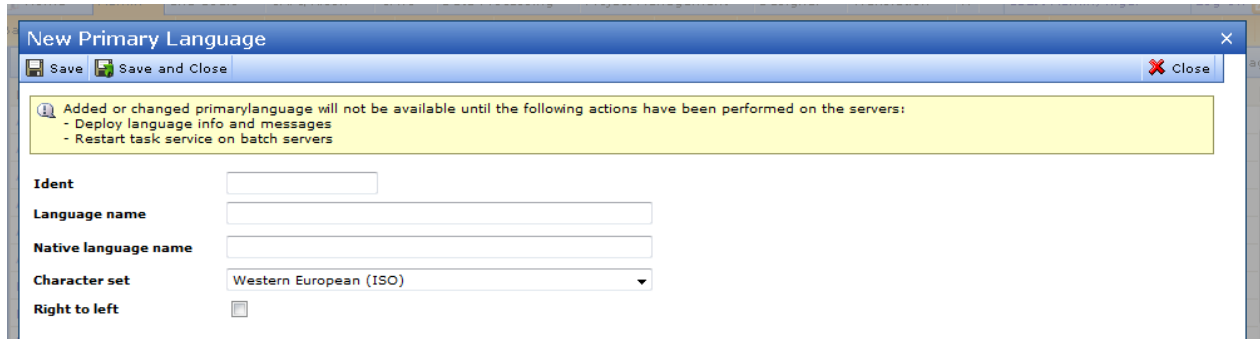 New Primary Language
Save Save and Close Close
Added or changed primarylanguage will not be available until the following actions have been performed on the servers:
- Deploy language info and messages
- Restart task service on batch servers
Ident
Language name
Native language name
Character set Western European (ISO)
Right to left